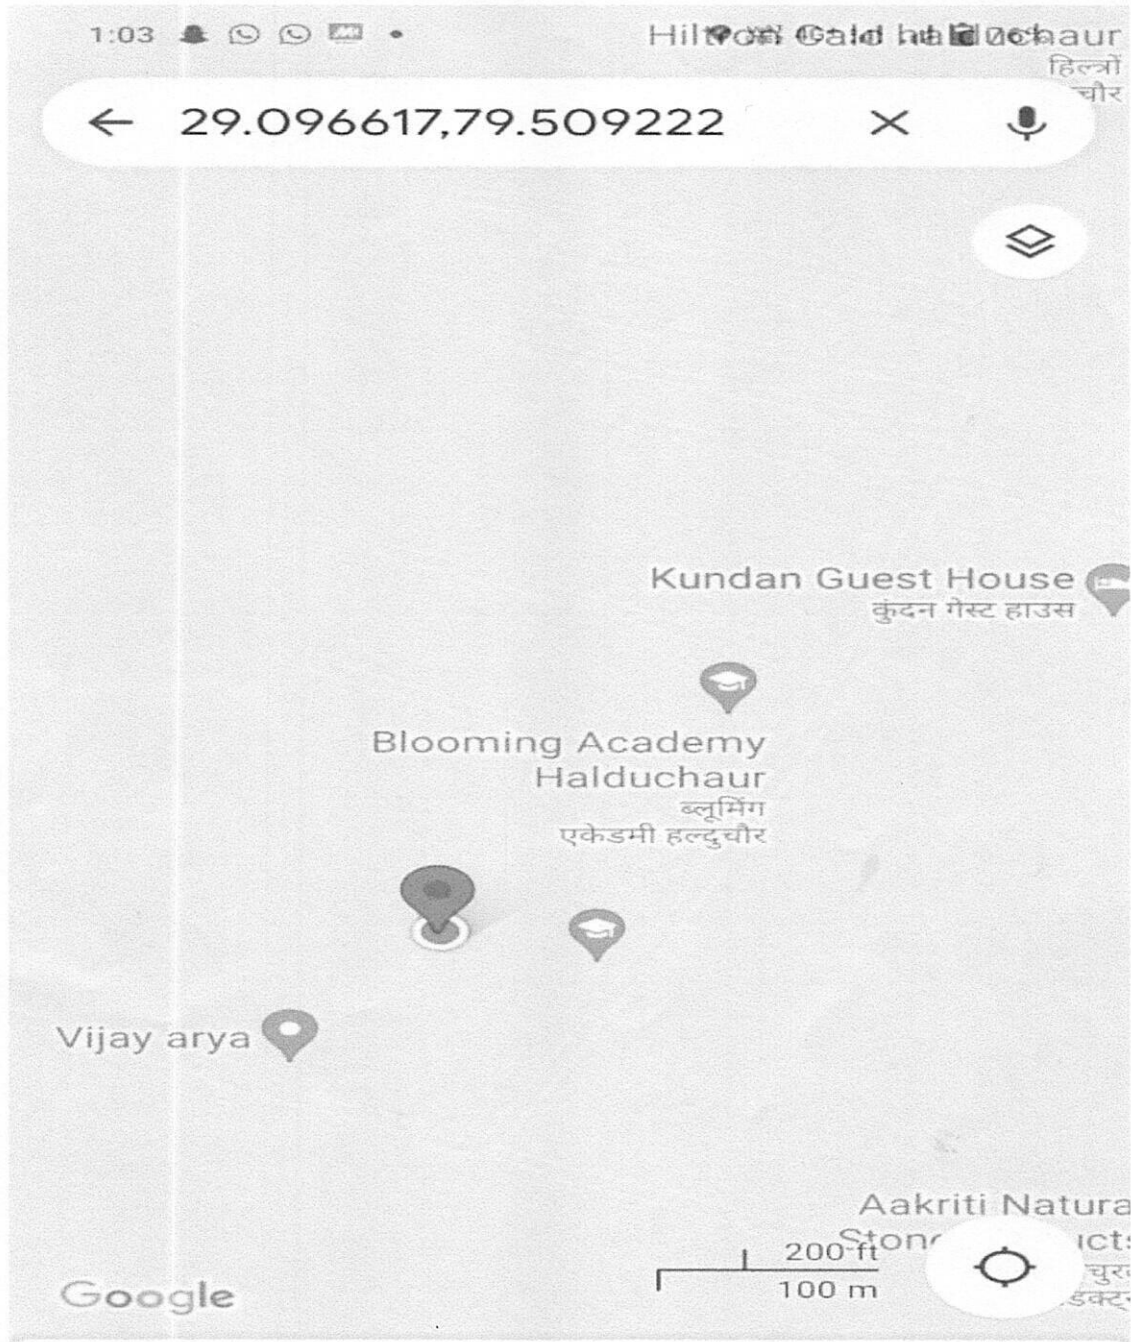 1:03
Halduchaur
हिल्त्रों
चौर
29.096617,79.509222
Kundan Guest House
कुंदन गेस्ट हाउस
Blooming Academy
Halduchaur
ब्लूमिंग
एकेडमी हल्दुचौर
Vijay arya
Aakriti Natura
200 ft
100 m
Google